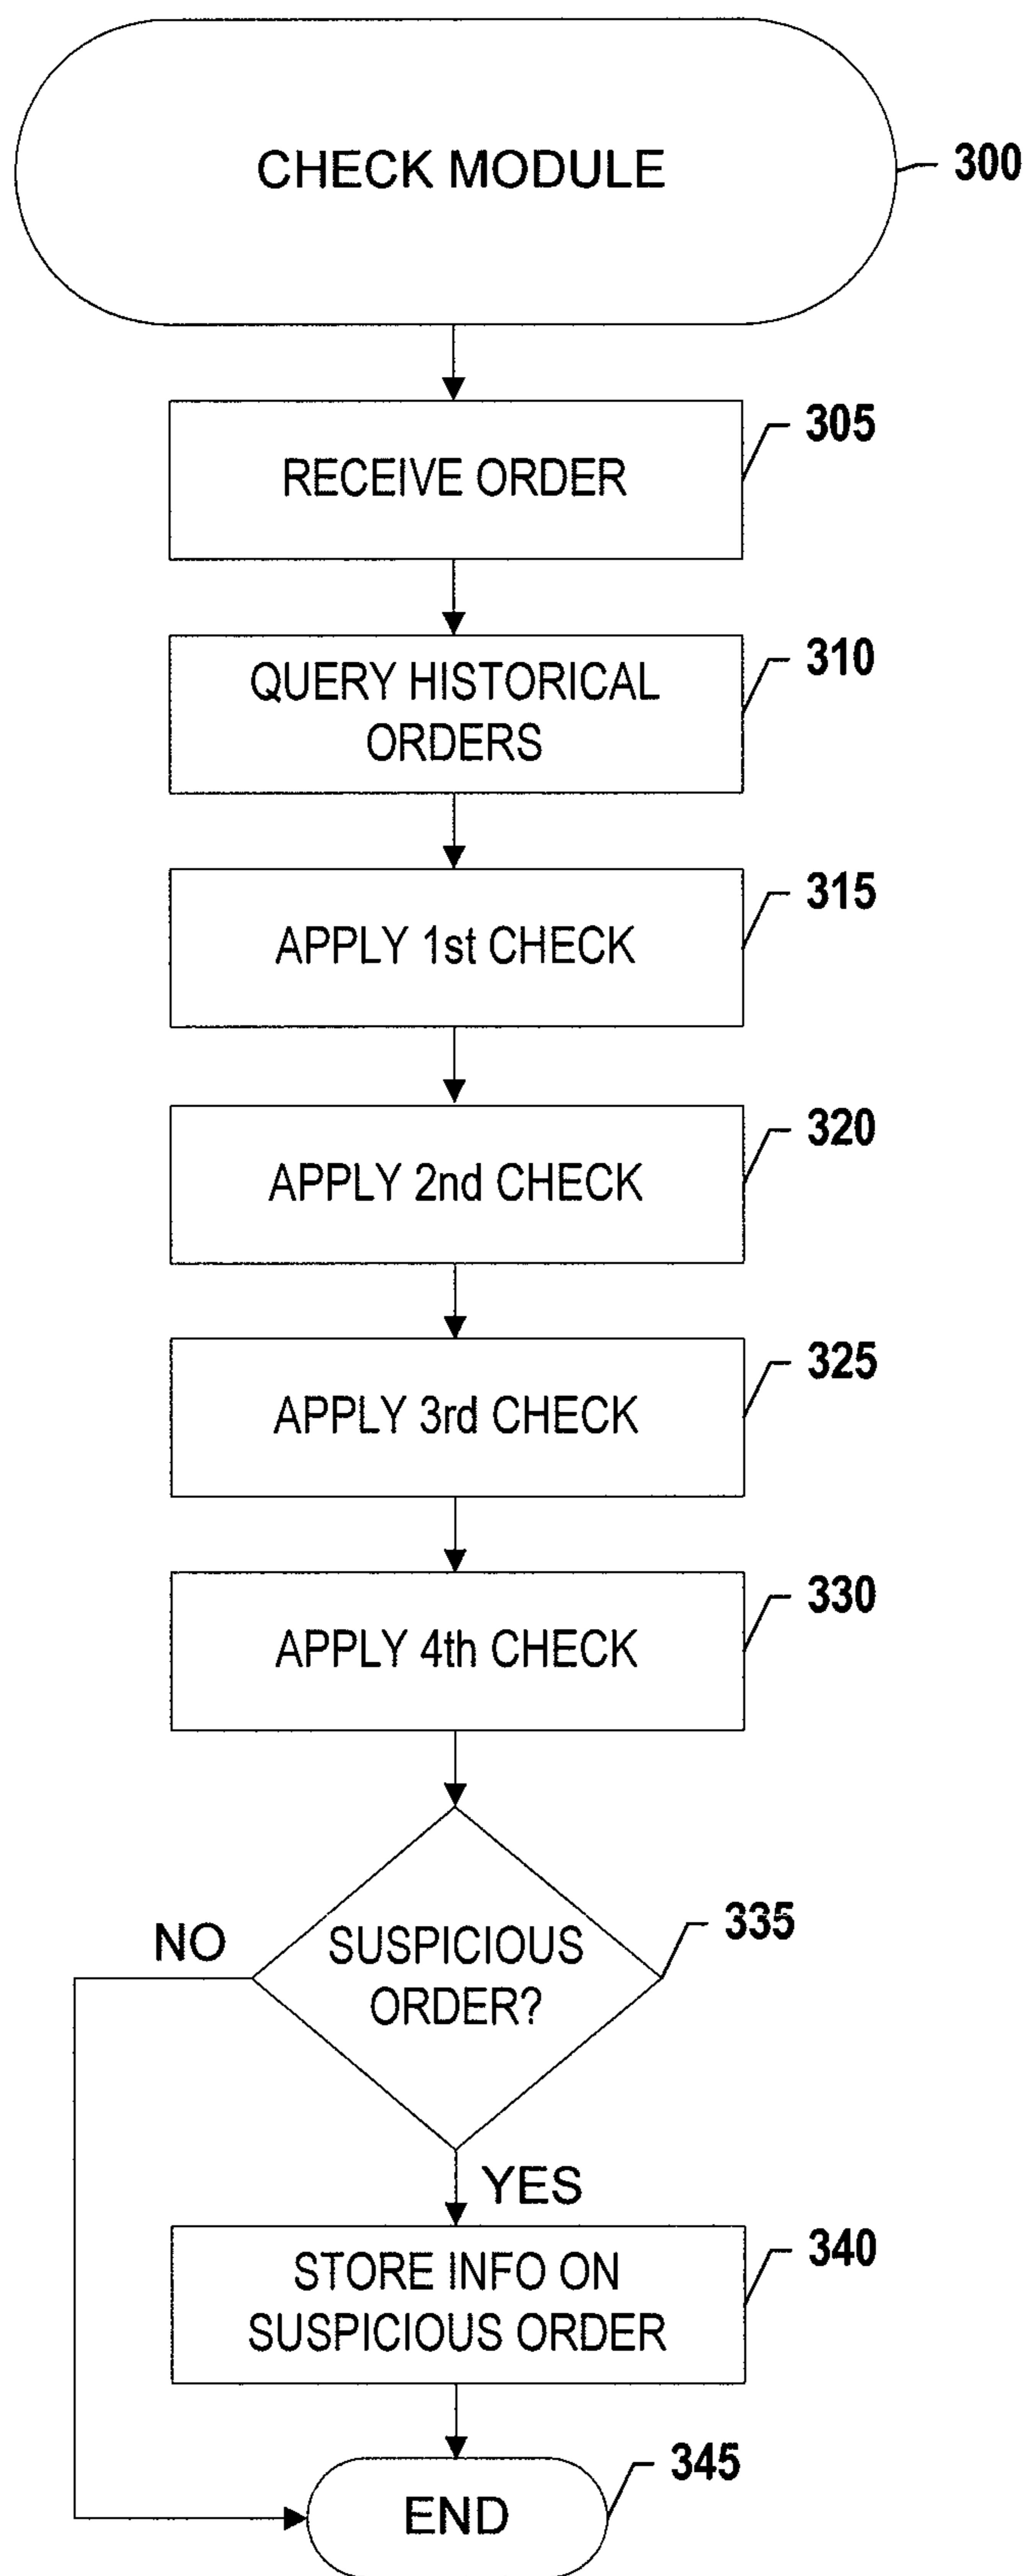 CHECK MODULE
300
305
RECEIVE ORDER
310
QUERY HISTORICAL
ORDERS
315
APPLY 1st CHECK
320
APPLY 2nd CHECK
325
APPLY 3rd CHECK
330
APPLY 4th CHECK
335
NO
SUSPICIOUS
ORDER?
YES
340
STORE INFO ON
SUSPICIOUS ORDER
345
END